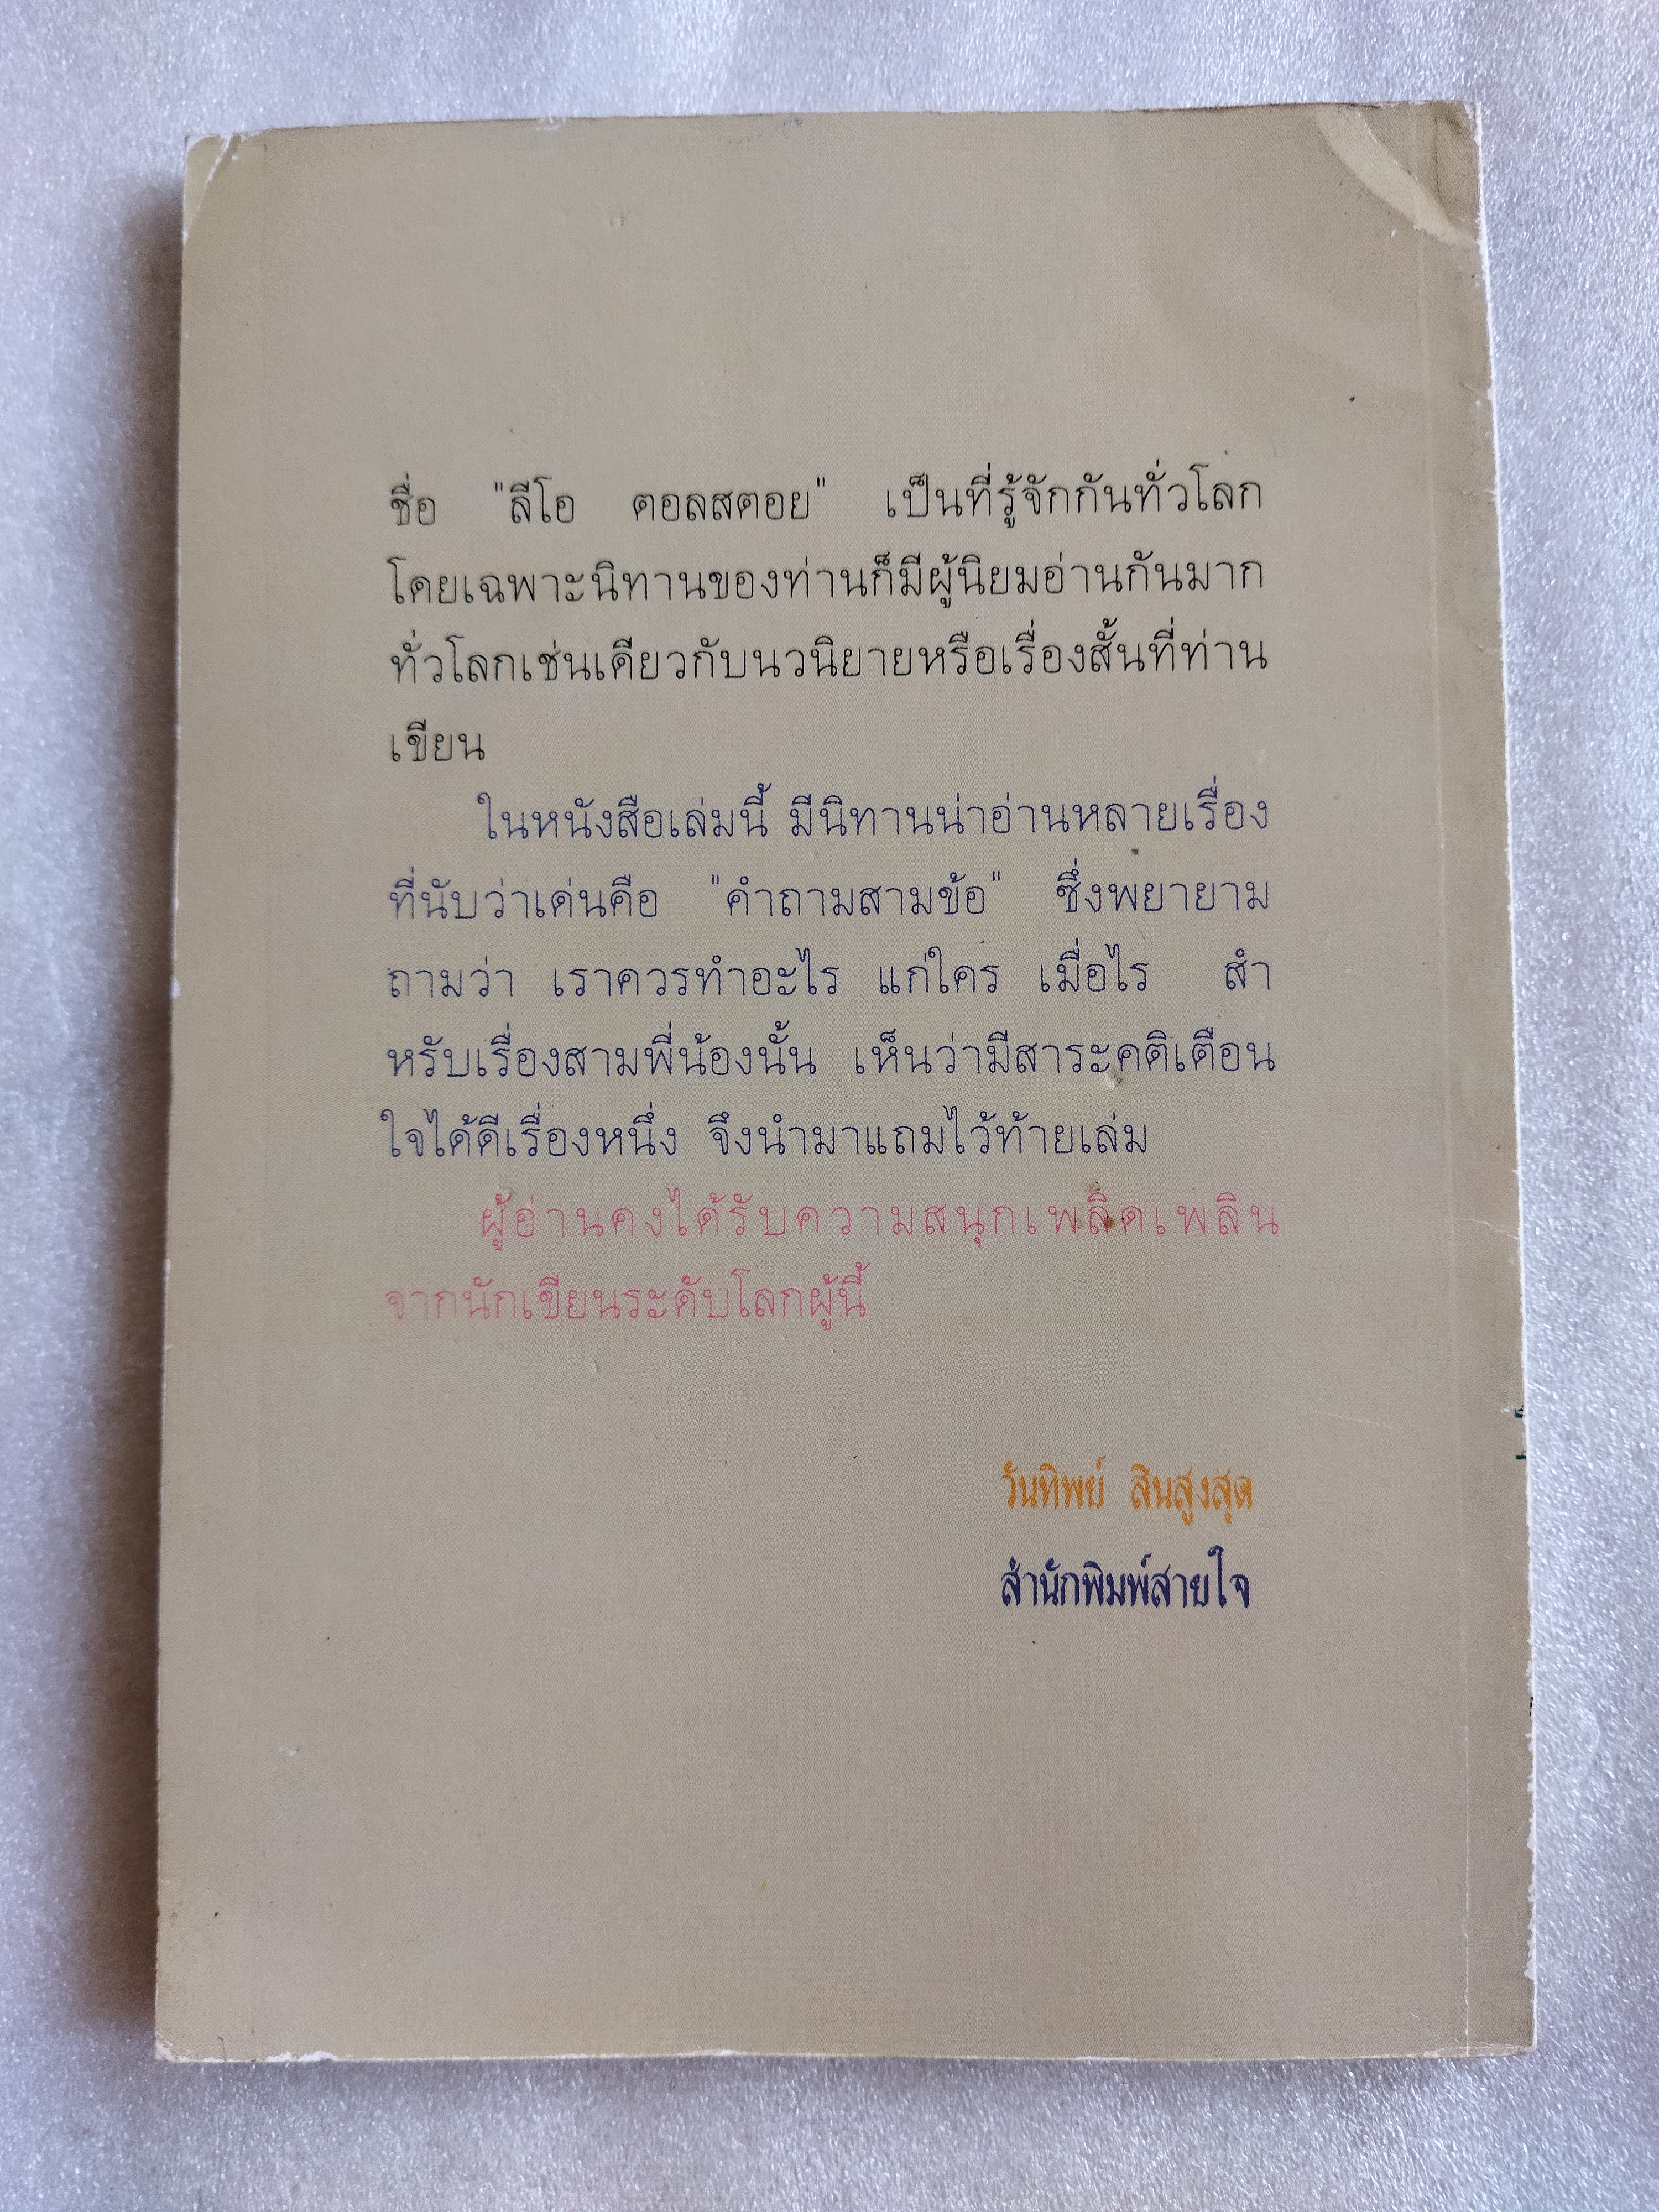 ชื่อ "ลีโอ ตอลสตอย" เป็นที่รู้จักกันทั่วโลก
โดยเฉพาะนิทานของท่านก็มีผู้นิยมอ่านกันมาก
ทั่วโลกเช่นเดียวกับนวนิยายหรือเรื่องสั้นที่ท่าน
เขียน
ในหนังสือเล่มนี้ มีนิทานน่าอ่านหลายเรื่อง
ที่นับว่าเด่นคือ "คำถามสามข้อ" ซึ่งพยายาม
ถามว่า เราควรทำอะไร แก่ใคร เมื่อไร สำ
หรับเรื่องสามพี่น้องนั้น เห็นว่ามีสาระคติเตือน
ใจได้ดีเรื่องหนึ่ง จึงนำมาแถมไว้ท้ายเล่ม
ผู้อ่านคงได้รับความสนุกเพลิดเพลิน
จากนักเขียนระดับโลกผู้นี้
วันทิพย์ สินสูงสุด
สำนักพิมพ์สายใจ